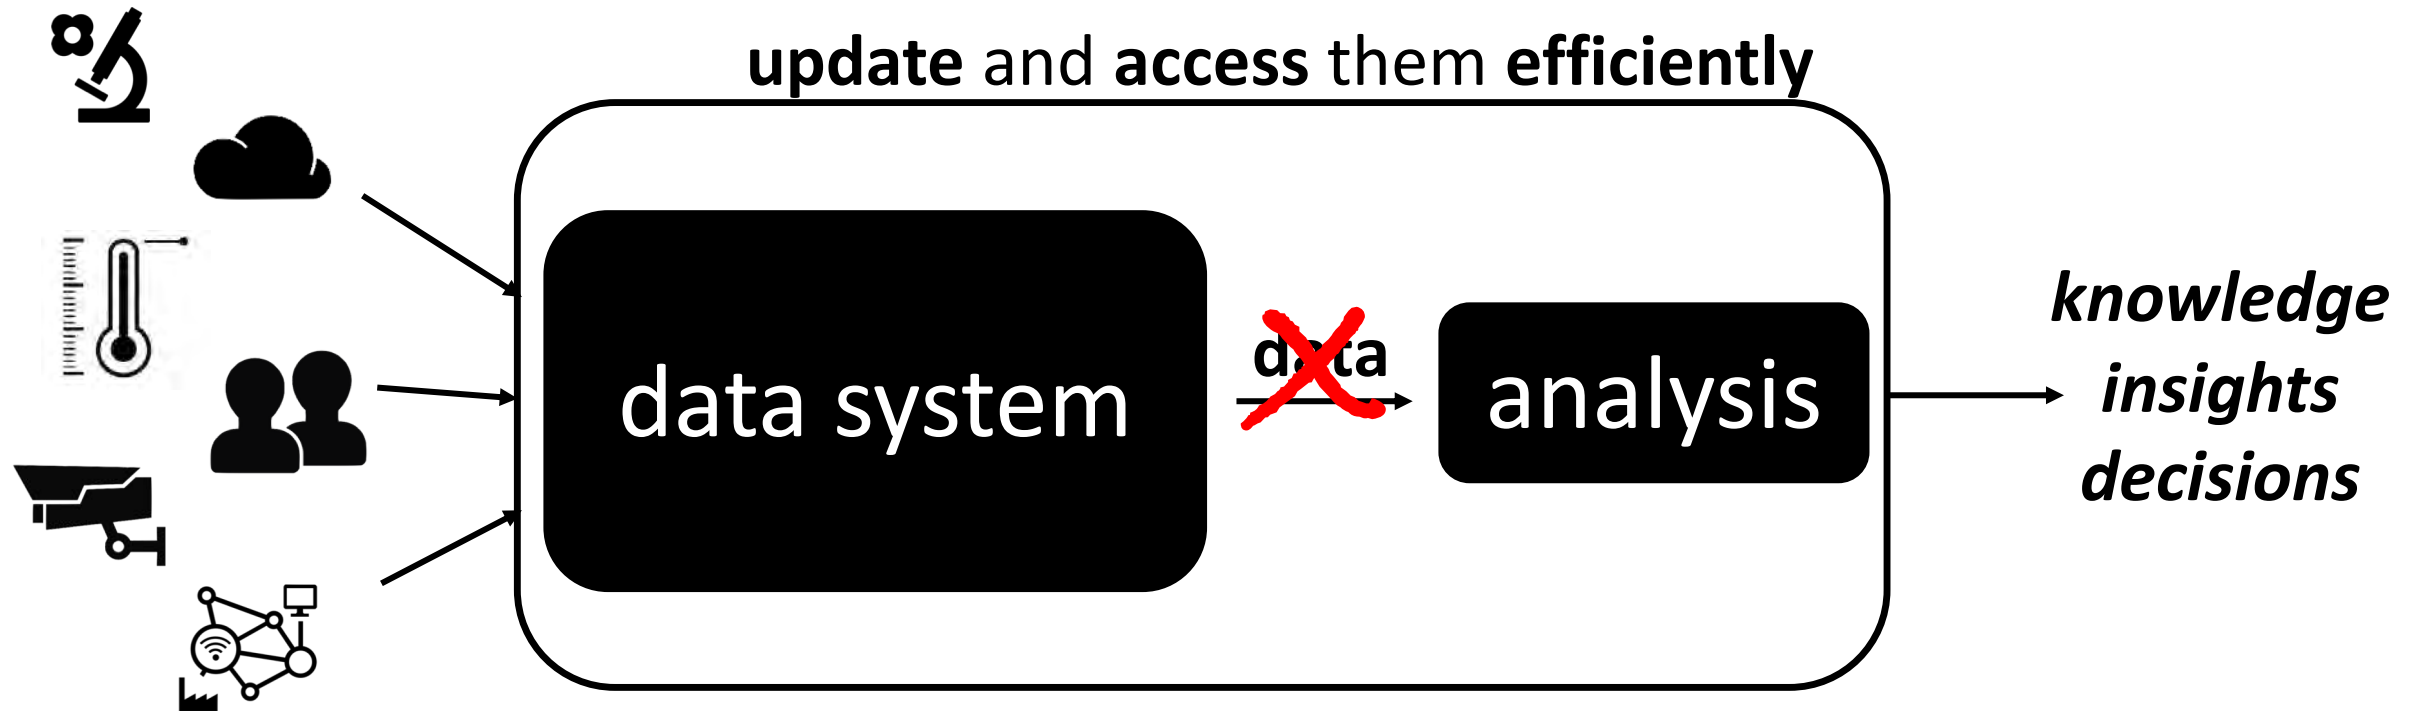 update and access them efficiently
data system
data
analysis
knowledge
insights
decisions